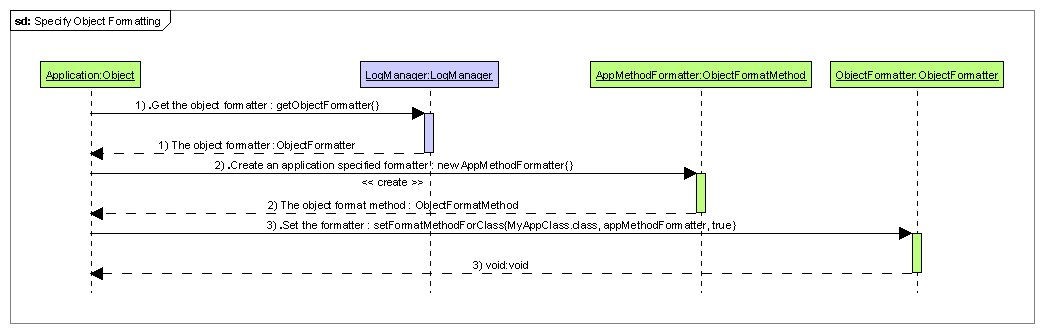 sd: Specify Object Formatting
Application:Object
LogManager:LogManager
AppMethodFormatter:ObjectFormatMethod
ObjectFormatter:ObjectFormatter
1) .Get the object formatter : getObjectFormatter{}
1) The object formatter :ObjectFormatter
2) .Create an application specified formatter : new AppMethodFormatter{}
<< create >>
2) The object format method : ObjectFormatMethod
3) .Set the formatter : setFormatMethodForClass{MyAppClass.class, appMethodFormatter, true}
3) void:void